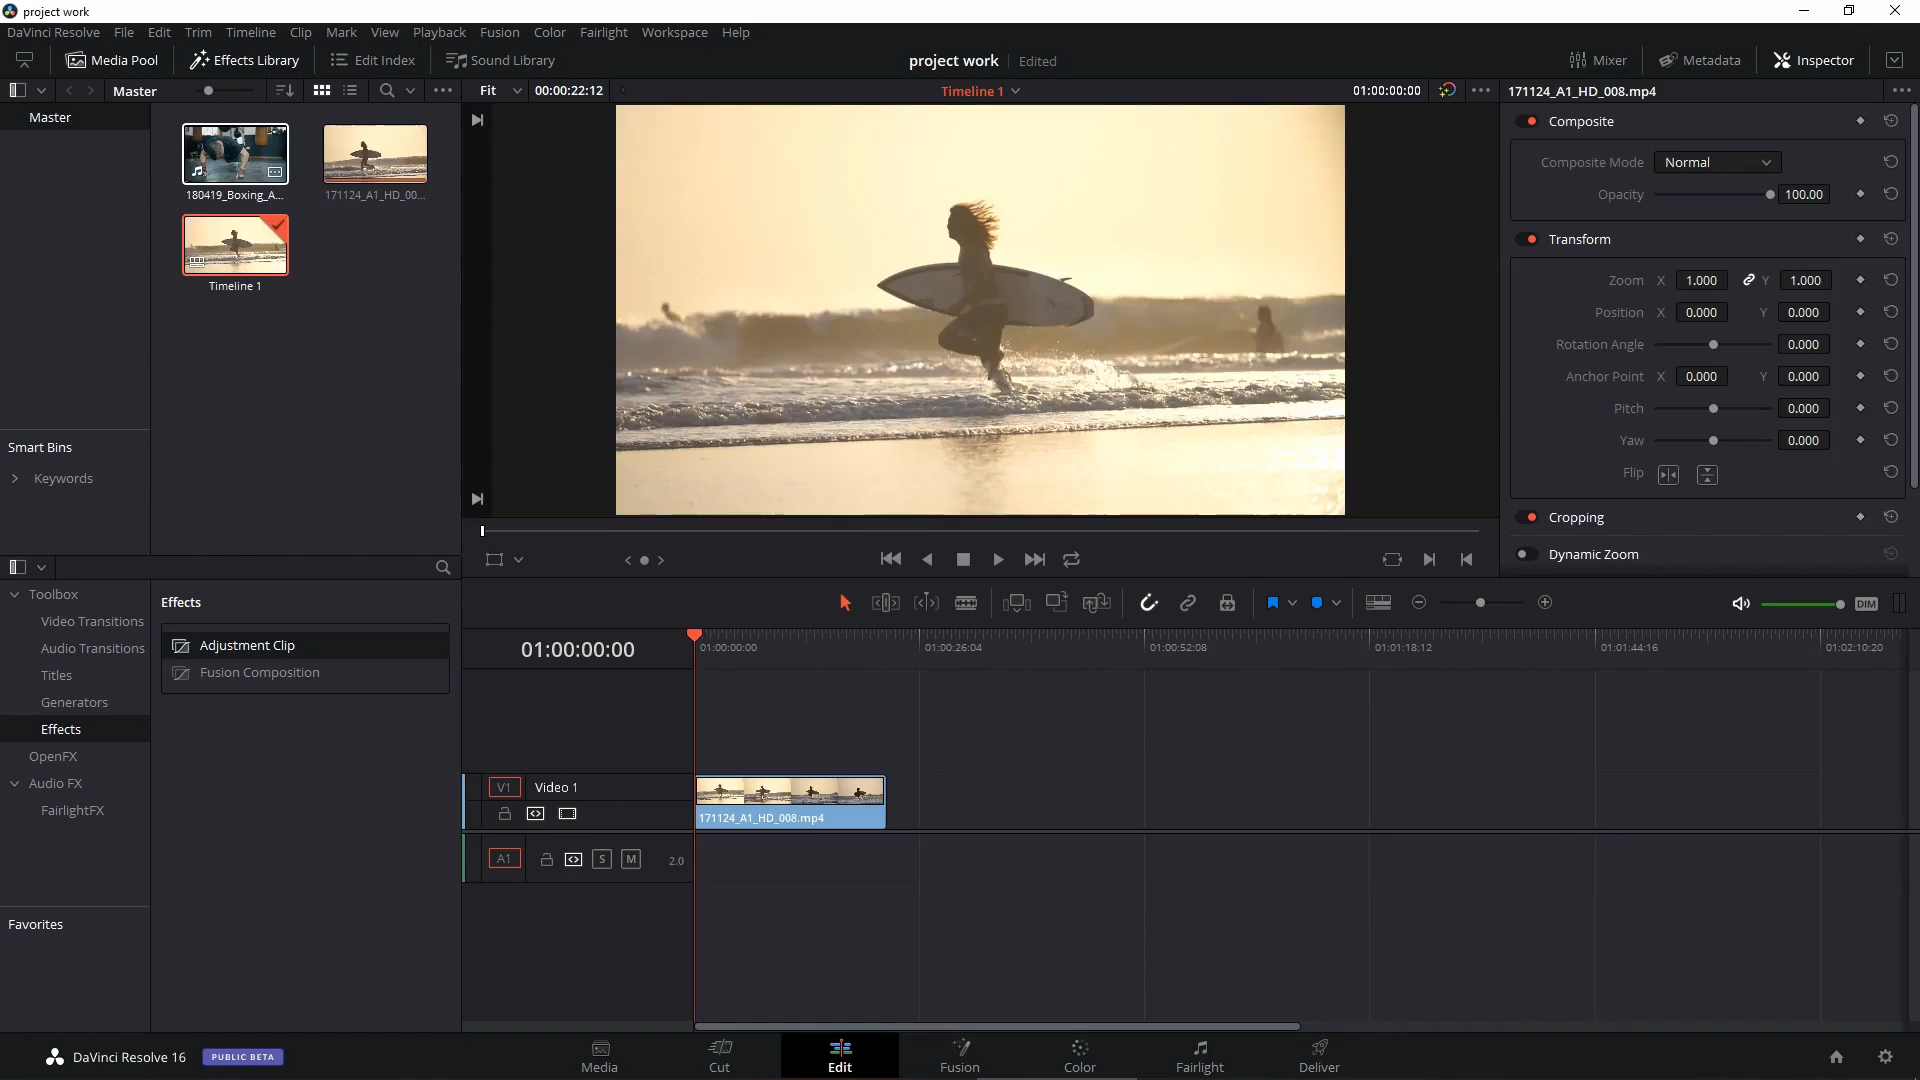 project work
DaVinci Resolve File Edit Trim Timeline Clip Mark View Playback Fusion Color Fairlight Workspace Help
Media Pool Effects Library Edit Index Sound Library project work Edited Mixer Metadata Inspector
Master Fit 00:00:22:12 Timeline 1 01:00:00:00 171124_A1_HD_008.mp4
Master
180419_Boxing_A... 171124_A1_HD_00...
Timeline 1
Smart Bins
Keywords
Composite
Composite Mode Normal
Opacity 100.00
Transform
Zoom X 1.000 Y 1.000
Position X 0.000 Y 0.000
Rotation Angle 0.000
Anchor Point X 0.000 Y 0.000
Pitch 0.000
Yaw 0.000
Flip
Cropping
Dynamic Zoom
Toolbox
Video Transitions
Audio Transitions
Titles
Generators
Effects
OpenFX
Audio FX
FairlightFX
Favorites
Effects
Adjustment Clip
Fusion Composition
DIM
01:00:00:00 01:00:00:00 01:00:26:04 01:00:52:08 01:01:18:12 01:01:44:16 01:02:10:20
V1 Video 1
171124_A1_HD_008.mp4
A1 S M 2.0
DaVinci Resolve 16 PUBLIC BETA
Media Cut Edit Fusion Color Fairlight Deliver